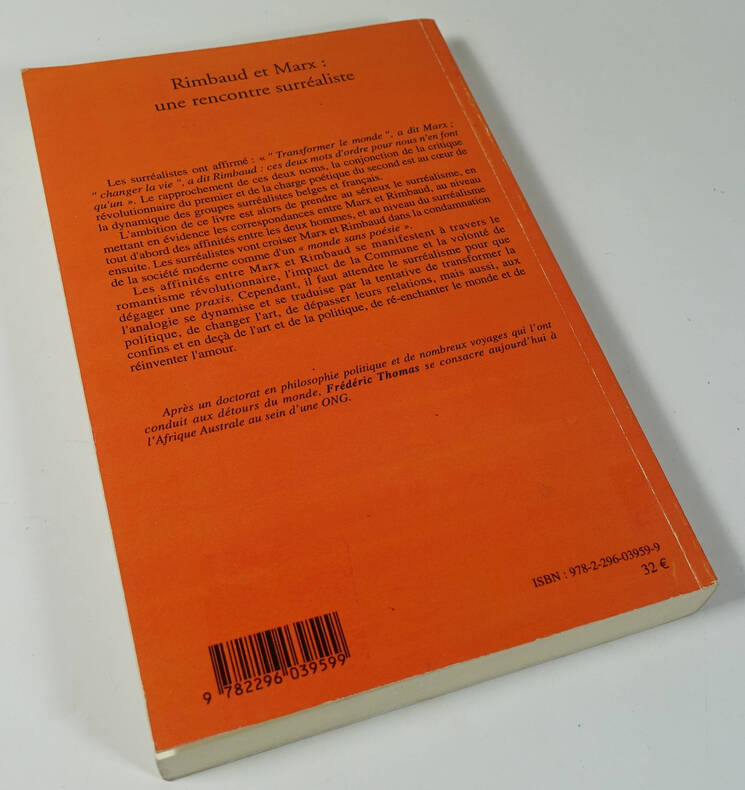 Rimbaud et Marx :
une rencontre surréaliste
Les surréalistes ont affirmé : « " Transformer le monde ", a dit Marx ;
" changer la vie ", a dit Rimbaud : ces deux mots d'ordre pour nous n'en font
qu'un ». Le rapprochement de ces deux noms, la conjonction de la critique
révolutionnaire du premier et de la charge poétique du second est au cœur de
la dynamique des groupes surréalistes belges et français.
L'ambition de ce livre est alors de prendre au sérieux le surréalisme, en
mettant en évidence les correspondances entre Marx et Rimbaud, au niveau
tout d'abord des affinités entre les deux hommes, et au niveau du surréalisme
ensuite. Les surréalistes vont croiser Marx et Rimbaud dans la condamnation
de la société moderne comme d'un « monde sans poésie ».
Les affinités entre Marx et Rimbaud se manifestent à travers le
romantisme révolutionnaire, l'impact de la Commune et la volonté de
dégager une praxis. Cependant, il faut attendre le surréalisme pour que
l'analogie se dynamise et se traduise par la tentative de transformer la
politique, de changer l'art, de dépasser leurs relations, mais aussi, aux
confins et en deçà de l'art et de la politique, de ré-enchanter le monde et de
réinventer l'amour.
Après un doctorat en philosophie politique et de nombreux voyages qui l'ont
conduit aux détours du monde, Frédéric Thomas se consacre aujourd'hui à
l'Afrique Australe au sein d'une ONG.
ISBN : 978-2-296-03959-9
32 €
9 782296 039599